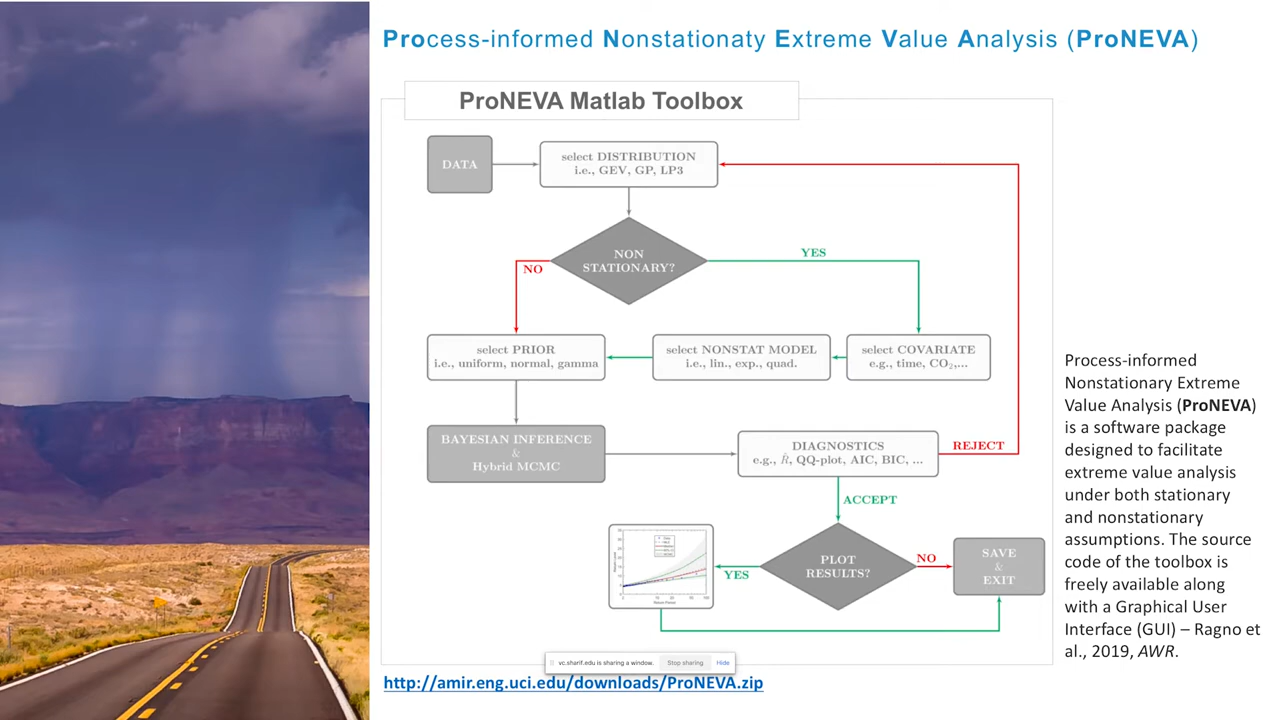 Process-informed Nonstationaty Extreme Value Analysis (ProNEVA)
ProNEVA Matlab Toolbox
DATA
select DISTRIBUTION
i.e., GEV, GP, LP3
NON
STATIONARY?
NO
YES
select PRIOR
i.e., uniform, normal, gamma
select NONSTAT MODEL
i.e., lin., exp., quad.
select COVARIATE
e.g., time, CO₂,...
BAYESIAN INFERENCE
&
Hybrid MCMC
DIAGNOSTICS
e.g., R̂, QQ-plot, AIC, BIC, ...
REJECT
ACCEPT
PLOT
RESULTS?
YES
NO
SAVE
&
EXIT
Process-informed
Nonstationary Extreme
Value Analysis (ProNEVA)
is a software package
designed to facilitate
extreme value analysis
under both stationary
and nonstationary
assumptions. The source
code of the toolbox is
freely available along
with a Graphical User
Interface (GUI) – Ragno et
al., 2019, AWR.
vc.sharif.edu is sharing a window.
Stop sharing
Hide
http://amir.eng.uci.edu/downloads/ProNEVA.zip